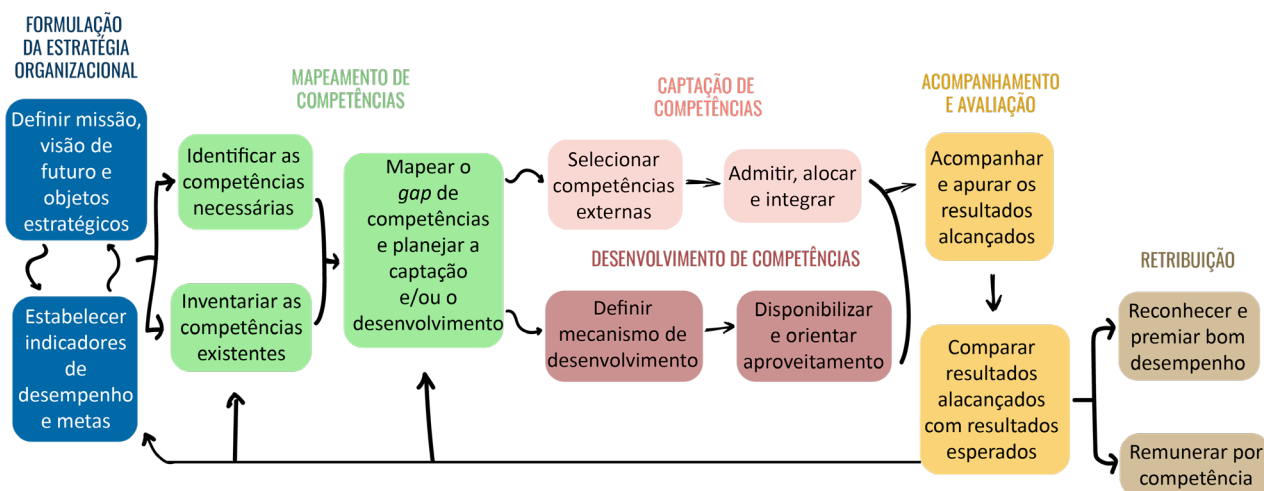 FORMULAÇÃO
DA ESTRATÉGIA
ORGANIZACIONAL
Definir missão,
visão de
futuro e
objetos
estratégicos
Estabelecer
indicadores
de
desempenho
e metas
MAPEAMENTO DE
COMPETÊNCIAS
Identificar as
competências
necessárias
Inventariar as
competências
existentes
Mapear o
gap de
competências
e planejar a
captação
e/ou o
desenvolvimento
CAPTAÇÃO DE
COMPETÊNCIAS
Selecionar
competências
externas
Admitir, alocar
e integrar
DESENVOLVIMENTO DE COMPETÊNCIAS
Definir
mecanismo de
desenvolvimento
Disponibilizar
e orientar
aproveitamento
ACOMPANHAMENTO
E AVALIAÇÃO
Acompanhar
e apurar os
resultados
alcançados
Comparar
resultados
alacançados
com resultados
esperados
RETRIBUIÇÃO
Reconhecer e
premiar bom
desempenho
Remunerar por
competência